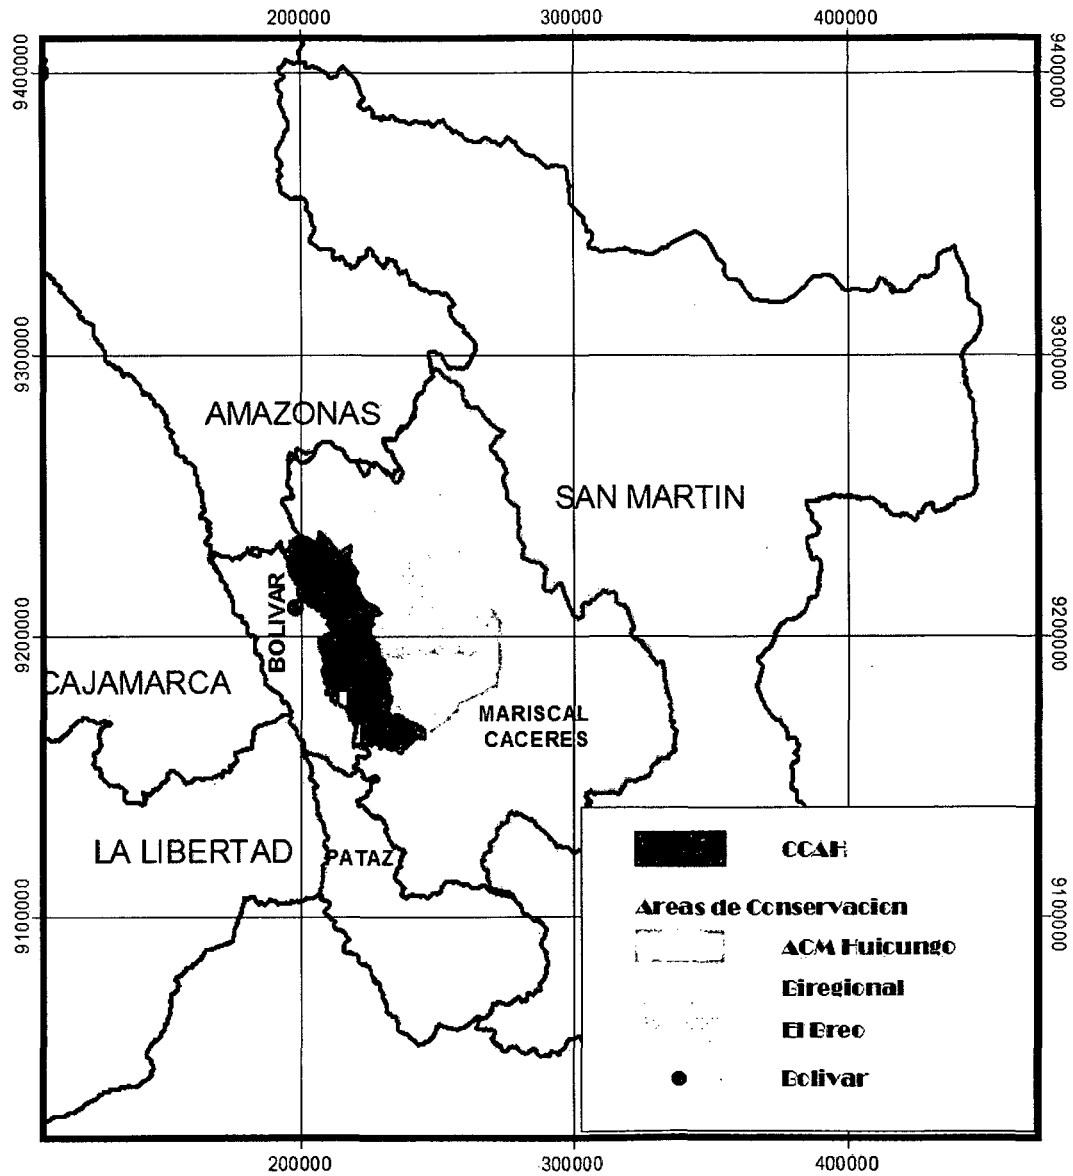 200000 300000 400000
9400000 9400000
9300000 9300000
AMAZONAS
SAN MARTIN
BOLIVAR
9200000 9200000
CAJAMARCA
MARISCAL
CACERES
LA LIBERTAD
PATAZ
CCAH
9100000 9100000
Areas de Conservacion
ACM Huicungo
Biregional
El Breo
Bolivar
200000 300000 400000